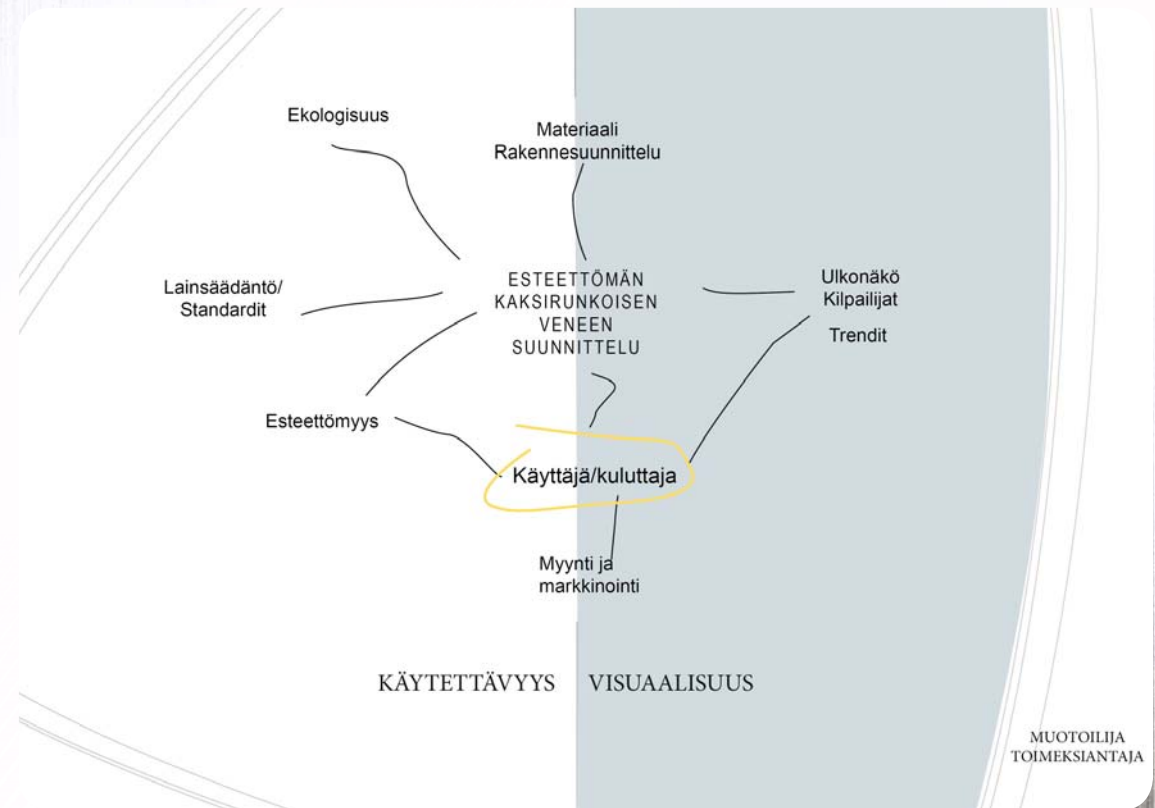 Ekologisuus
Materiaali
Rakennesuunnittelu
Lainsäädäntö/
Standardit
ESTEETTÖMÄN
KAKSIRUNKOISEN
VENEEN
SUUNNITTELU
Ulkonäkö
Kilpailijat
Trendit
Esteettömyys
Käyttäjä/kuluttaja
Myynti ja
markkinointi
KÄYTETTÄVYYS
VISUAALISUUS
MUOTOILIJA
TOIMEKSIANTAJA